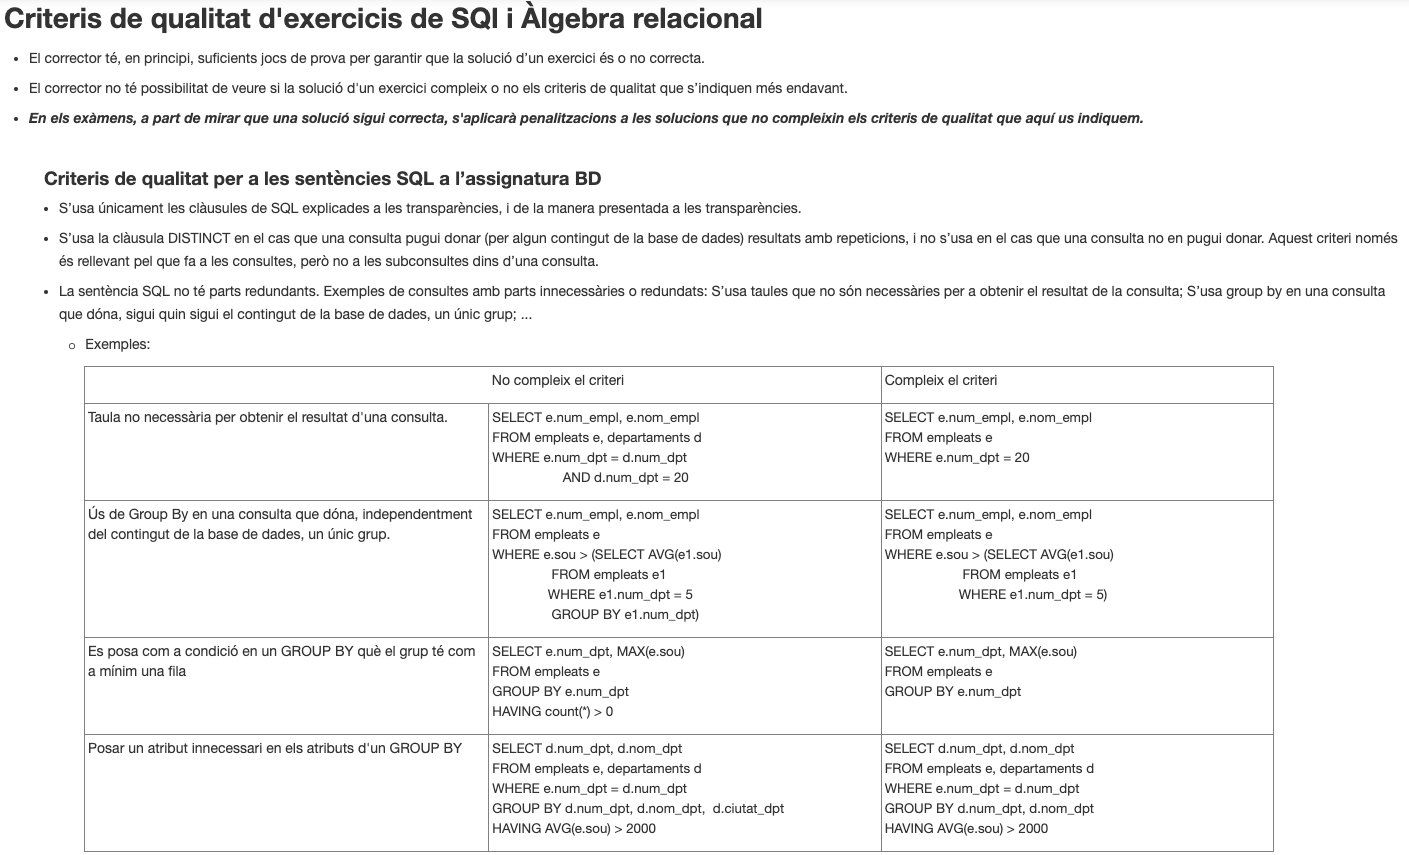 Criteris de qualitat d'exercicis de SQl i Àlgebra relacional
• El corrector té, en principi, suficients jocs de prova per garantir que la solució d’un exercici és o no correcta.
• El corrector no té possibilitat de veure si la solució d'un exercici compleix o no els criteris de qualitat que s’indiquen més endavant.
• En els exàmens, a part de mirar que una solució sigui correcta, s'aplicarà penalitzacions a les solucions que no compleixin els criteris de qualitat que aquí us indiquem.
Criteris de qualitat per a les sentències SQL a l’assignatura BD
• S’usa únicament les clàusules de SQL explicades a les transparències, i de la manera presentada a les transparències.
• S’usa la clàusula DISTINCT en el cas que una consulta pugui donar (per algun contingut de la base de dades) resultats amb repeticions, i no s’usa en el cas que una consulta no en pugui donar. Aquest criteri només
és rellevant pel que fa a les consultes, però no a les subconsultes dins d’una consulta.
• La sentència SQL no té parts redundants. Exemples de consultes amb parts innecessàries o redundats: S’usa taules que no són necessàries per a obtenir el resultat de la consulta; S’usa group by en una consulta
que dóna, sigui quin sigui el contingut de la base de dades, un únic grup; ...
○ Exemples:
No compleix el criteri
Compleix el criteri
Taula no necessària per obtenir el resultat d'una consulta.
SELECT e.num_empl, e.nom_empl
FROM empleats e, departaments d
WHERE e.num_dpt = d.num_dpt
AND d.num_dpt = 20
SELECT e.num_empl, e.nom_empl
FROM empleats e
WHERE e.num_dpt = 20
Ús de Group By en una consulta que dóna, independentment
del contingut de la base de dades, un únic grup.
SELECT e.num_empl, e.nom_empl
FROM empleats e
WHERE e.sou > (SELECT AVG(e1.sou)
FROM empleats e1
WHERE e1.num_dpt = 5
GROUP BY e1.num_dpt)
SELECT e.num_empl, e.nom_empl
FROM empleats e
WHERE e.sou > (SELECT AVG(e1.sou)
FROM empleats e1
WHERE e1.num_dpt = 5)
Es posa com a condició en un GROUP BY què el grup té com
a mínim una fila
SELECT e.num_dpt, MAX(e.sou)
FROM empleats e
GROUP BY e.num_dpt
HAVING count(*) > 0
SELECT e.num_dpt, MAX(e.sou)
FROM empleats e
GROUP BY e.num_dpt
Posar un atribut innecessari en els atributs d'un GROUP BY
SELECT d.num_dpt, d.nom_dpt
FROM empleats e, departaments d
WHERE e.num_dpt = d.num_dpt
GROUP BY d.num_dpt, d.nom_dpt, d.ciutat_dpt
HAVING AVG(e.sou) > 2000
SELECT d.num_dpt, d.nom_dpt
FROM empleats e, departaments d
WHERE e.num_dpt = d.num_dpt
GROUP BY d.num_dpt, d.nom_dpt
HAVING AVG(e.sou) > 2000